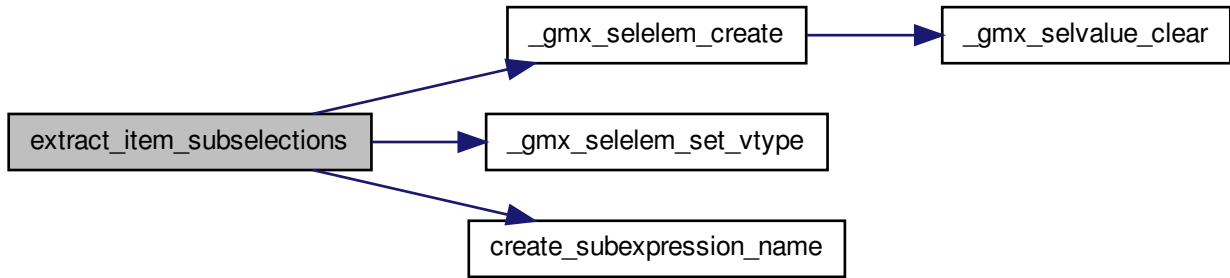 _gmx_selelem_create
_gmx_selvalue_clear
extract_item_subselections
_gmx_selelem_set_vtype
create_subexpression_name